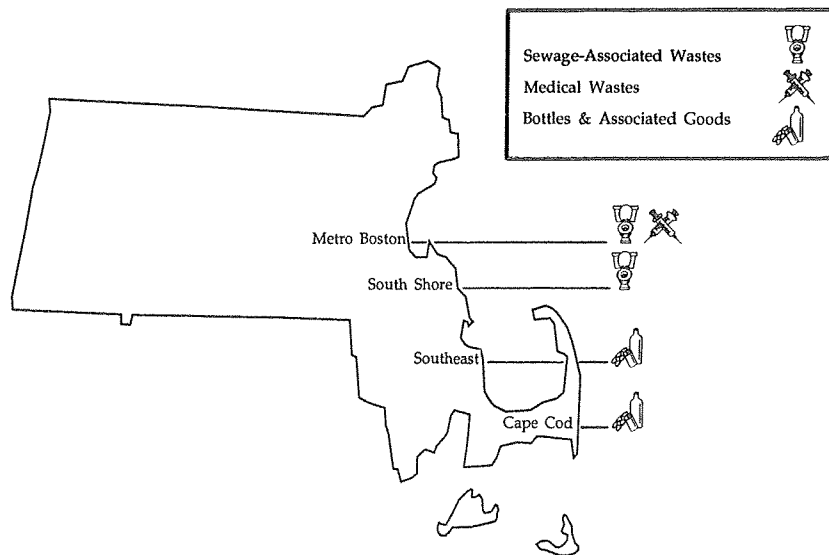 Sewage-Associated Wastes
Medical Wastes
Bottles & Associated Goods
Metro Boston
South Shore
Southeast
Cape Cod